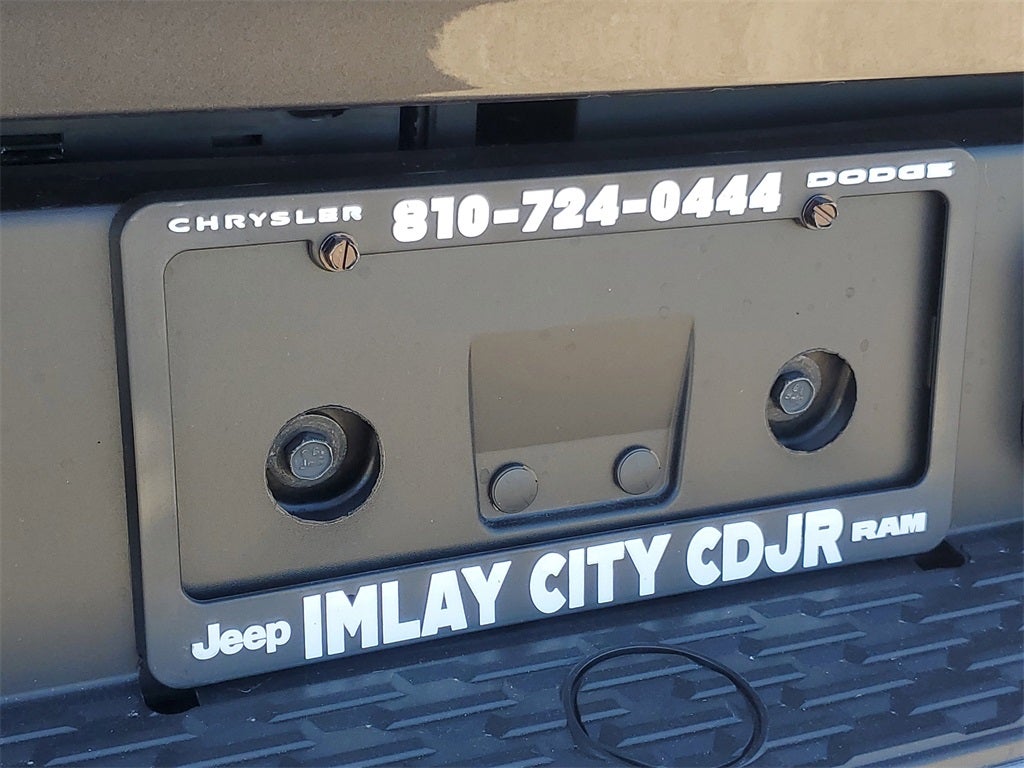 CHRYSLER 810-724-0444 DODGE
Jeep IMLAY CITY CDJR RAM